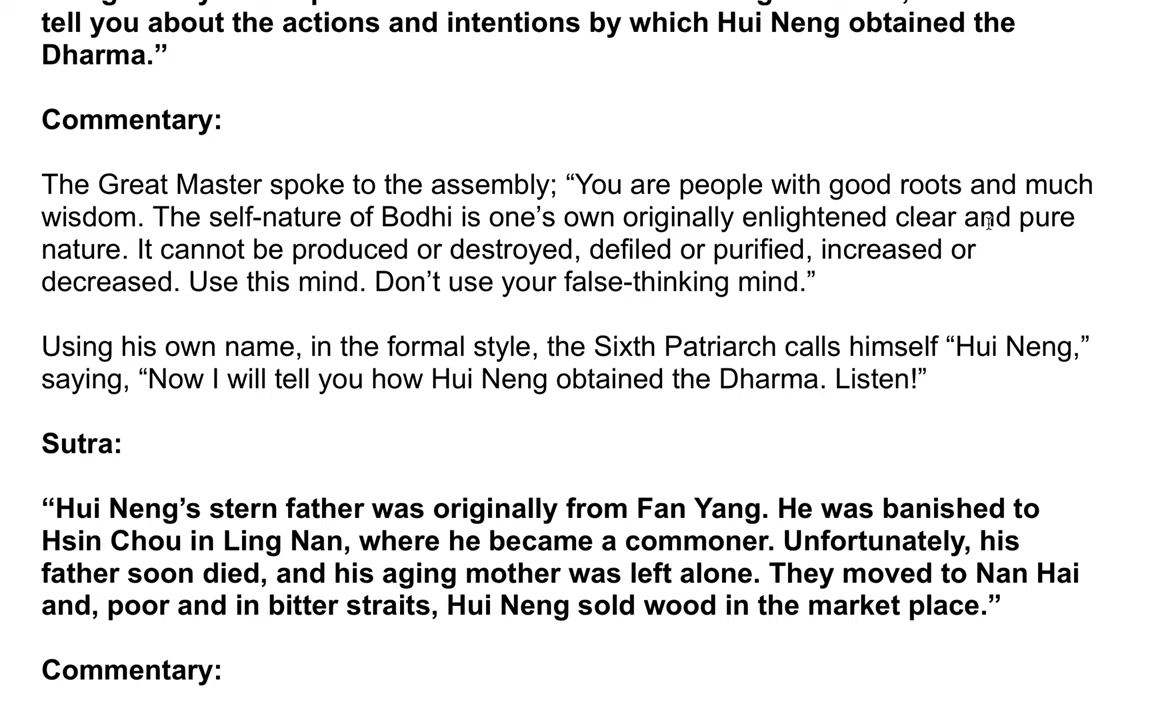 tell you about the actions and intentions by which Hui Neng obtained the
Dharma.”
Commentary:
The Great Master spoke to the assembly; “You are people with good roots and much
wisdom. The self-nature of Bodhi is one’s own originally enlightened clear and pure
nature. It cannot be produced or destroyed, defiled or purified, increased or
decreased. Use this mind. Don’t use your false-thinking mind.”
Using his own name, in the formal style, the Sixth Patriarch calls himself “Hui Neng,”
saying, “Now I will tell you how Hui Neng obtained the Dharma. Listen!”
Sutra:
“Hui Neng’s stern father was originally from Fan Yang. He was banished to
Hsin Chou in Ling Nan, where he became a commoner. Unfortunately, his
father soon died, and his aging mother was left alone. They moved to Nan Hai
and, poor and in bitter straits, Hui Neng sold wood in the market place.”
Commentary: